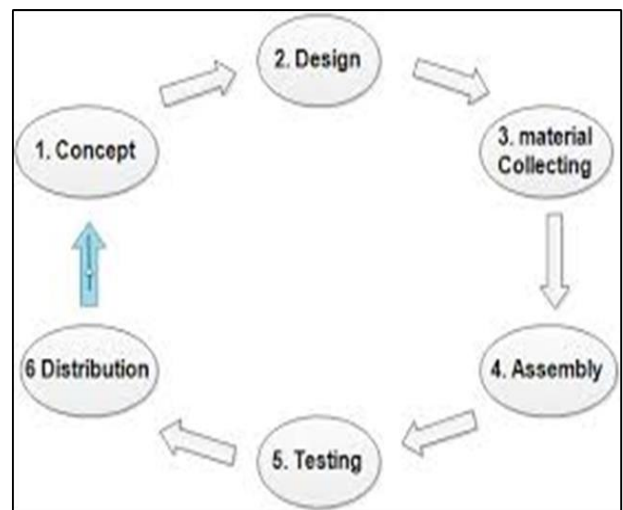 1. Concept
2. Design
3. material
Collecting
4. Assembly
5. Testing
6 Distribution